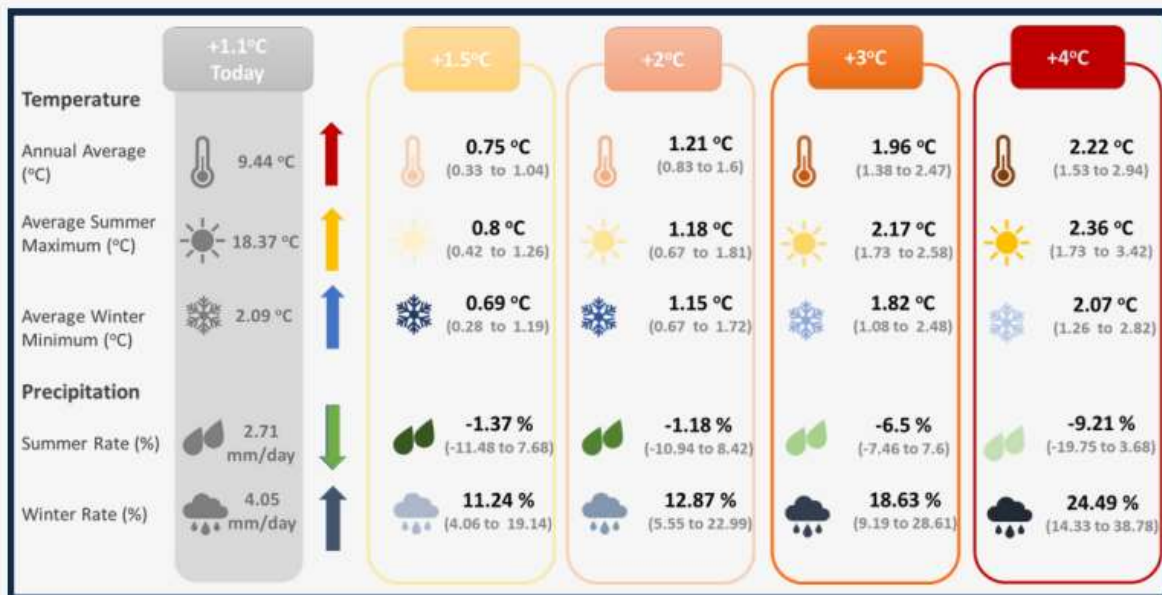 +1.1°C
Today
+1.5°C
+2°C
+3°C
+4°C
Temperature
Annual Average
(°C)
9.44 °C
0.75 °C
(0.33 to 1.04)
1.21 °C
(0.83 to 1.6)
1.96 °C
(1.38 to 2.47)
2.22 °C
(1.53 to 2.94)
Average Summer
Maximum (°C)
18.37 °C
0.8 °C
(0.42 to 1.26)
1.18 °C
(0.67 to 1.81)
2.17 °C
(1.73 to 2.58)
2.36 °C
(1.73 to 3.42)
Average Winter
Minimum (°C)
2.09 °C
0.69 °C
(0.28 to 1.19)
1.15 °C
(0.67 to 1.72)
1.82 °C
(1.08 to 2.48)
2.07 °C
(1.26 to 2.82)
Precipitation
Summer Rate (%)
2.71
mm/day
-1.37 %
(-11.48 to 7.68)
-1.18 %
(-10.94 to 8.42)
-6.5 %
(-7.46 to 7.6)
-9.21 %
(-19.75 to 3.68)
Winter Rate (%)
4.05
mm/day
11.24 %
(4.06 to 19.14)
12.87 %
(5.55 to 22.99)
18.63 %
(9.19 to 28.61)
24.49 %
(14.33 to 38.78)